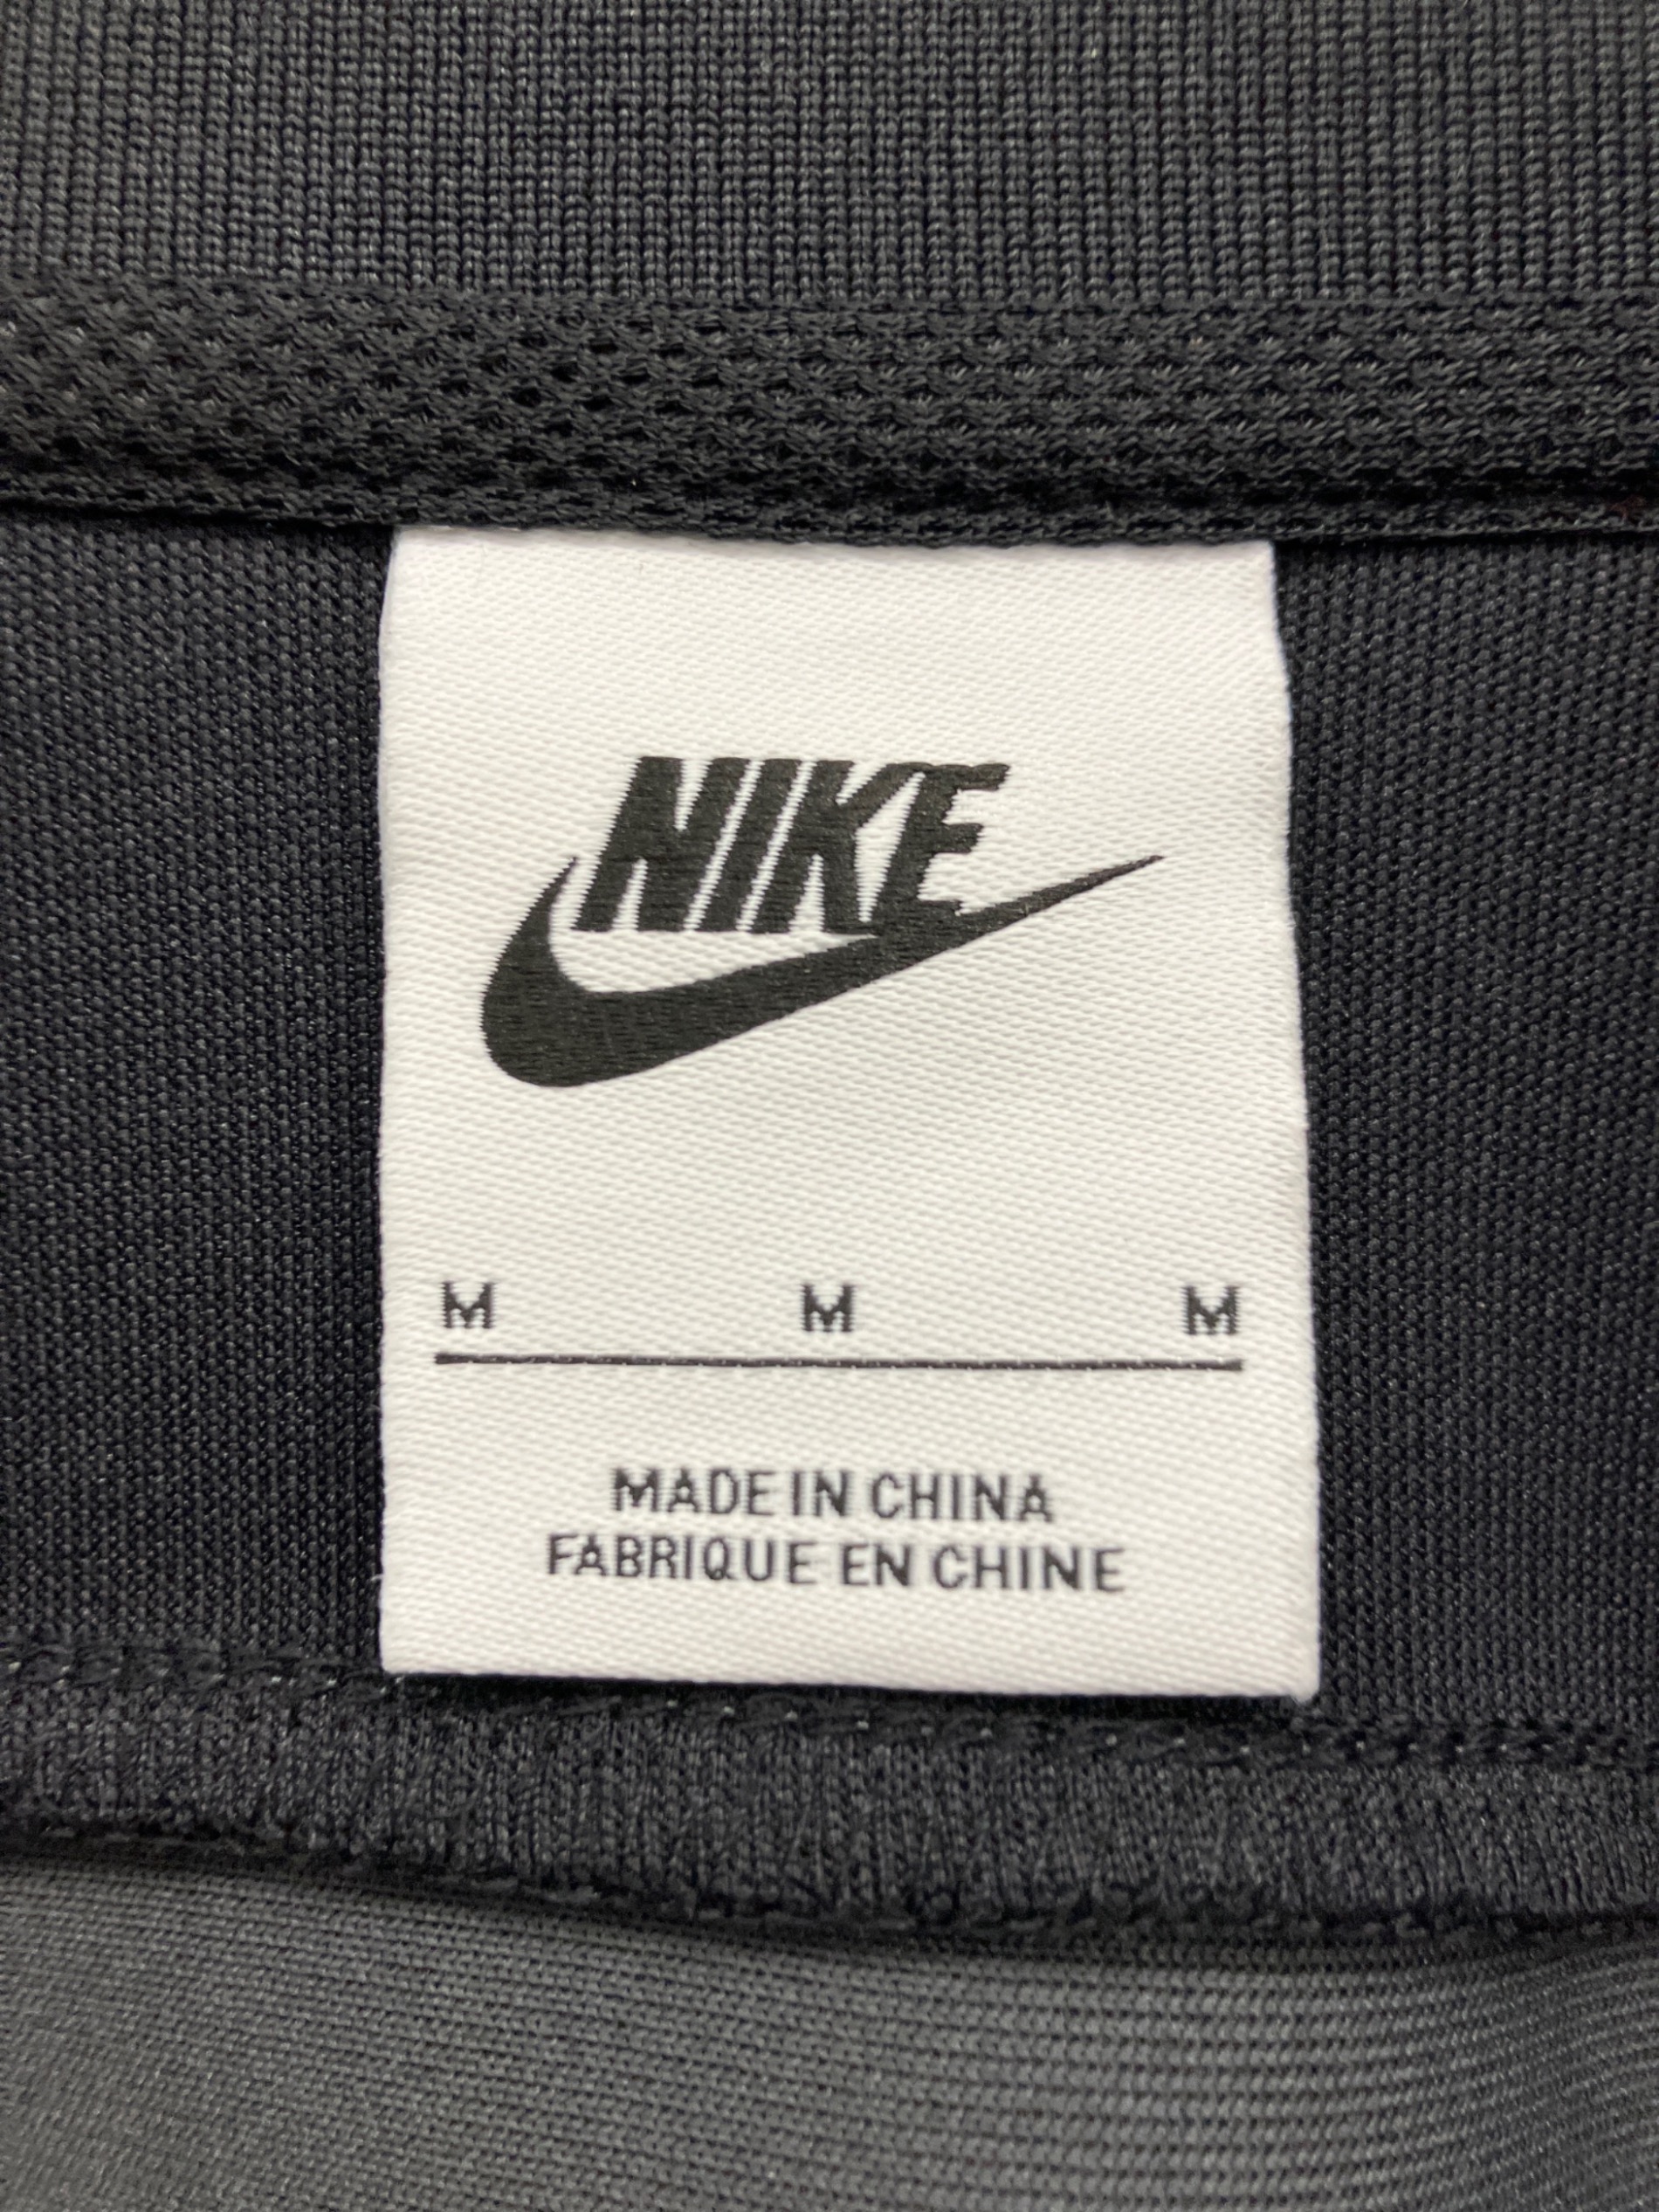 NIKE
M M M
MADE IN CHINA
FABRIQUE EN CHINE